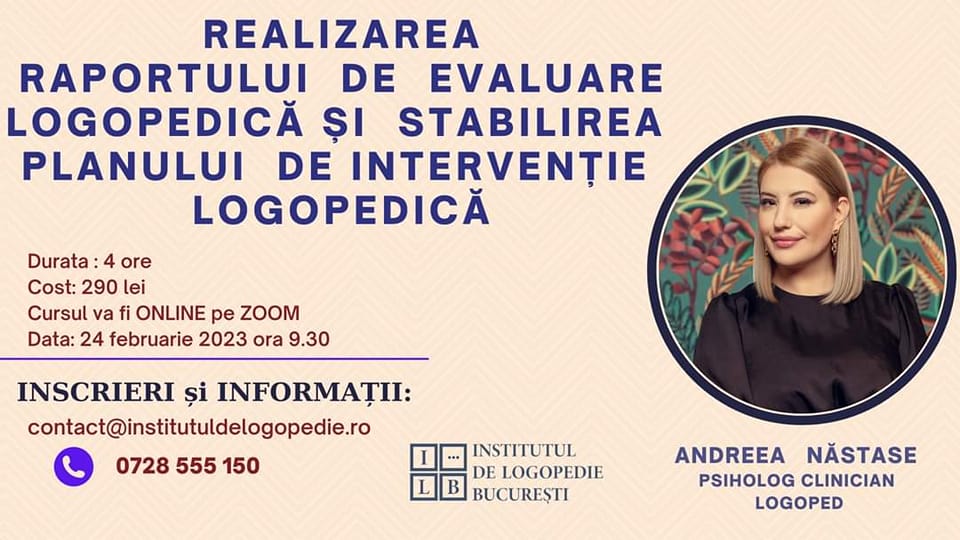 REALIZAREA
RAPORTULUI DE EVALUARE
LOGOPEDICĂ ȘI STABILIREA
PLANULUI DE INTERVENȚIE
LOGOPEDICĂ
Durata : 4 ore
Cost: 290 lei
Cursul va fi ONLINE pe ZOOM
Data: 24 februarie 2023 ora 9.30
INSCRIERI și INFORMAȚII:
contact@institutuldelogopedie.ro
0728 555 150
I ...
L B
INSTITUTUL
DE LOGOPEDIE
BUCUREȘTI
ANDREEA NĂSTASE
PSIHOLOG CLINICIAN
LOGOPED